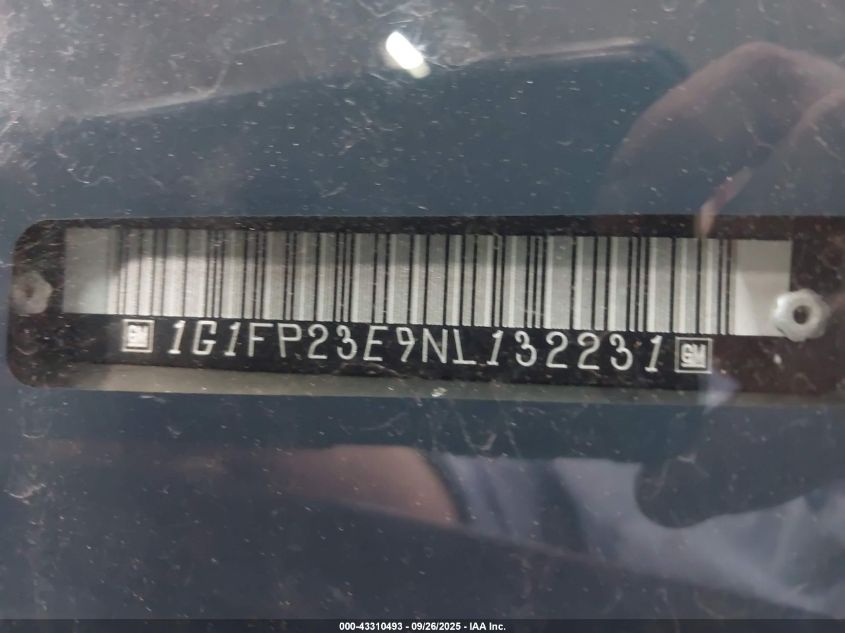 GM 1G1FP23E9NL132231 GM
000-43310493 - 09/26/2025 - IAA Inc.